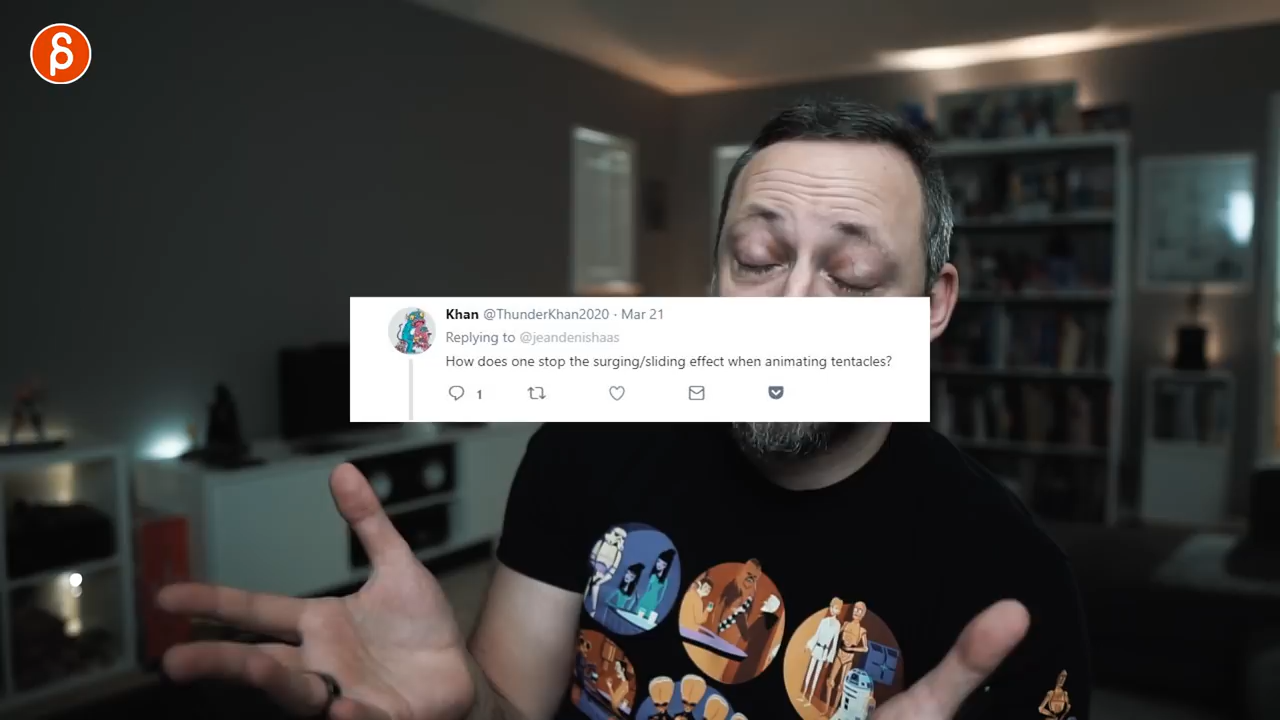 Khan @ThunderKhan2020 · Mar 21
Replying to @jeandenishaas
How does one stop the surging/sliding effect when animating tentacles?
1